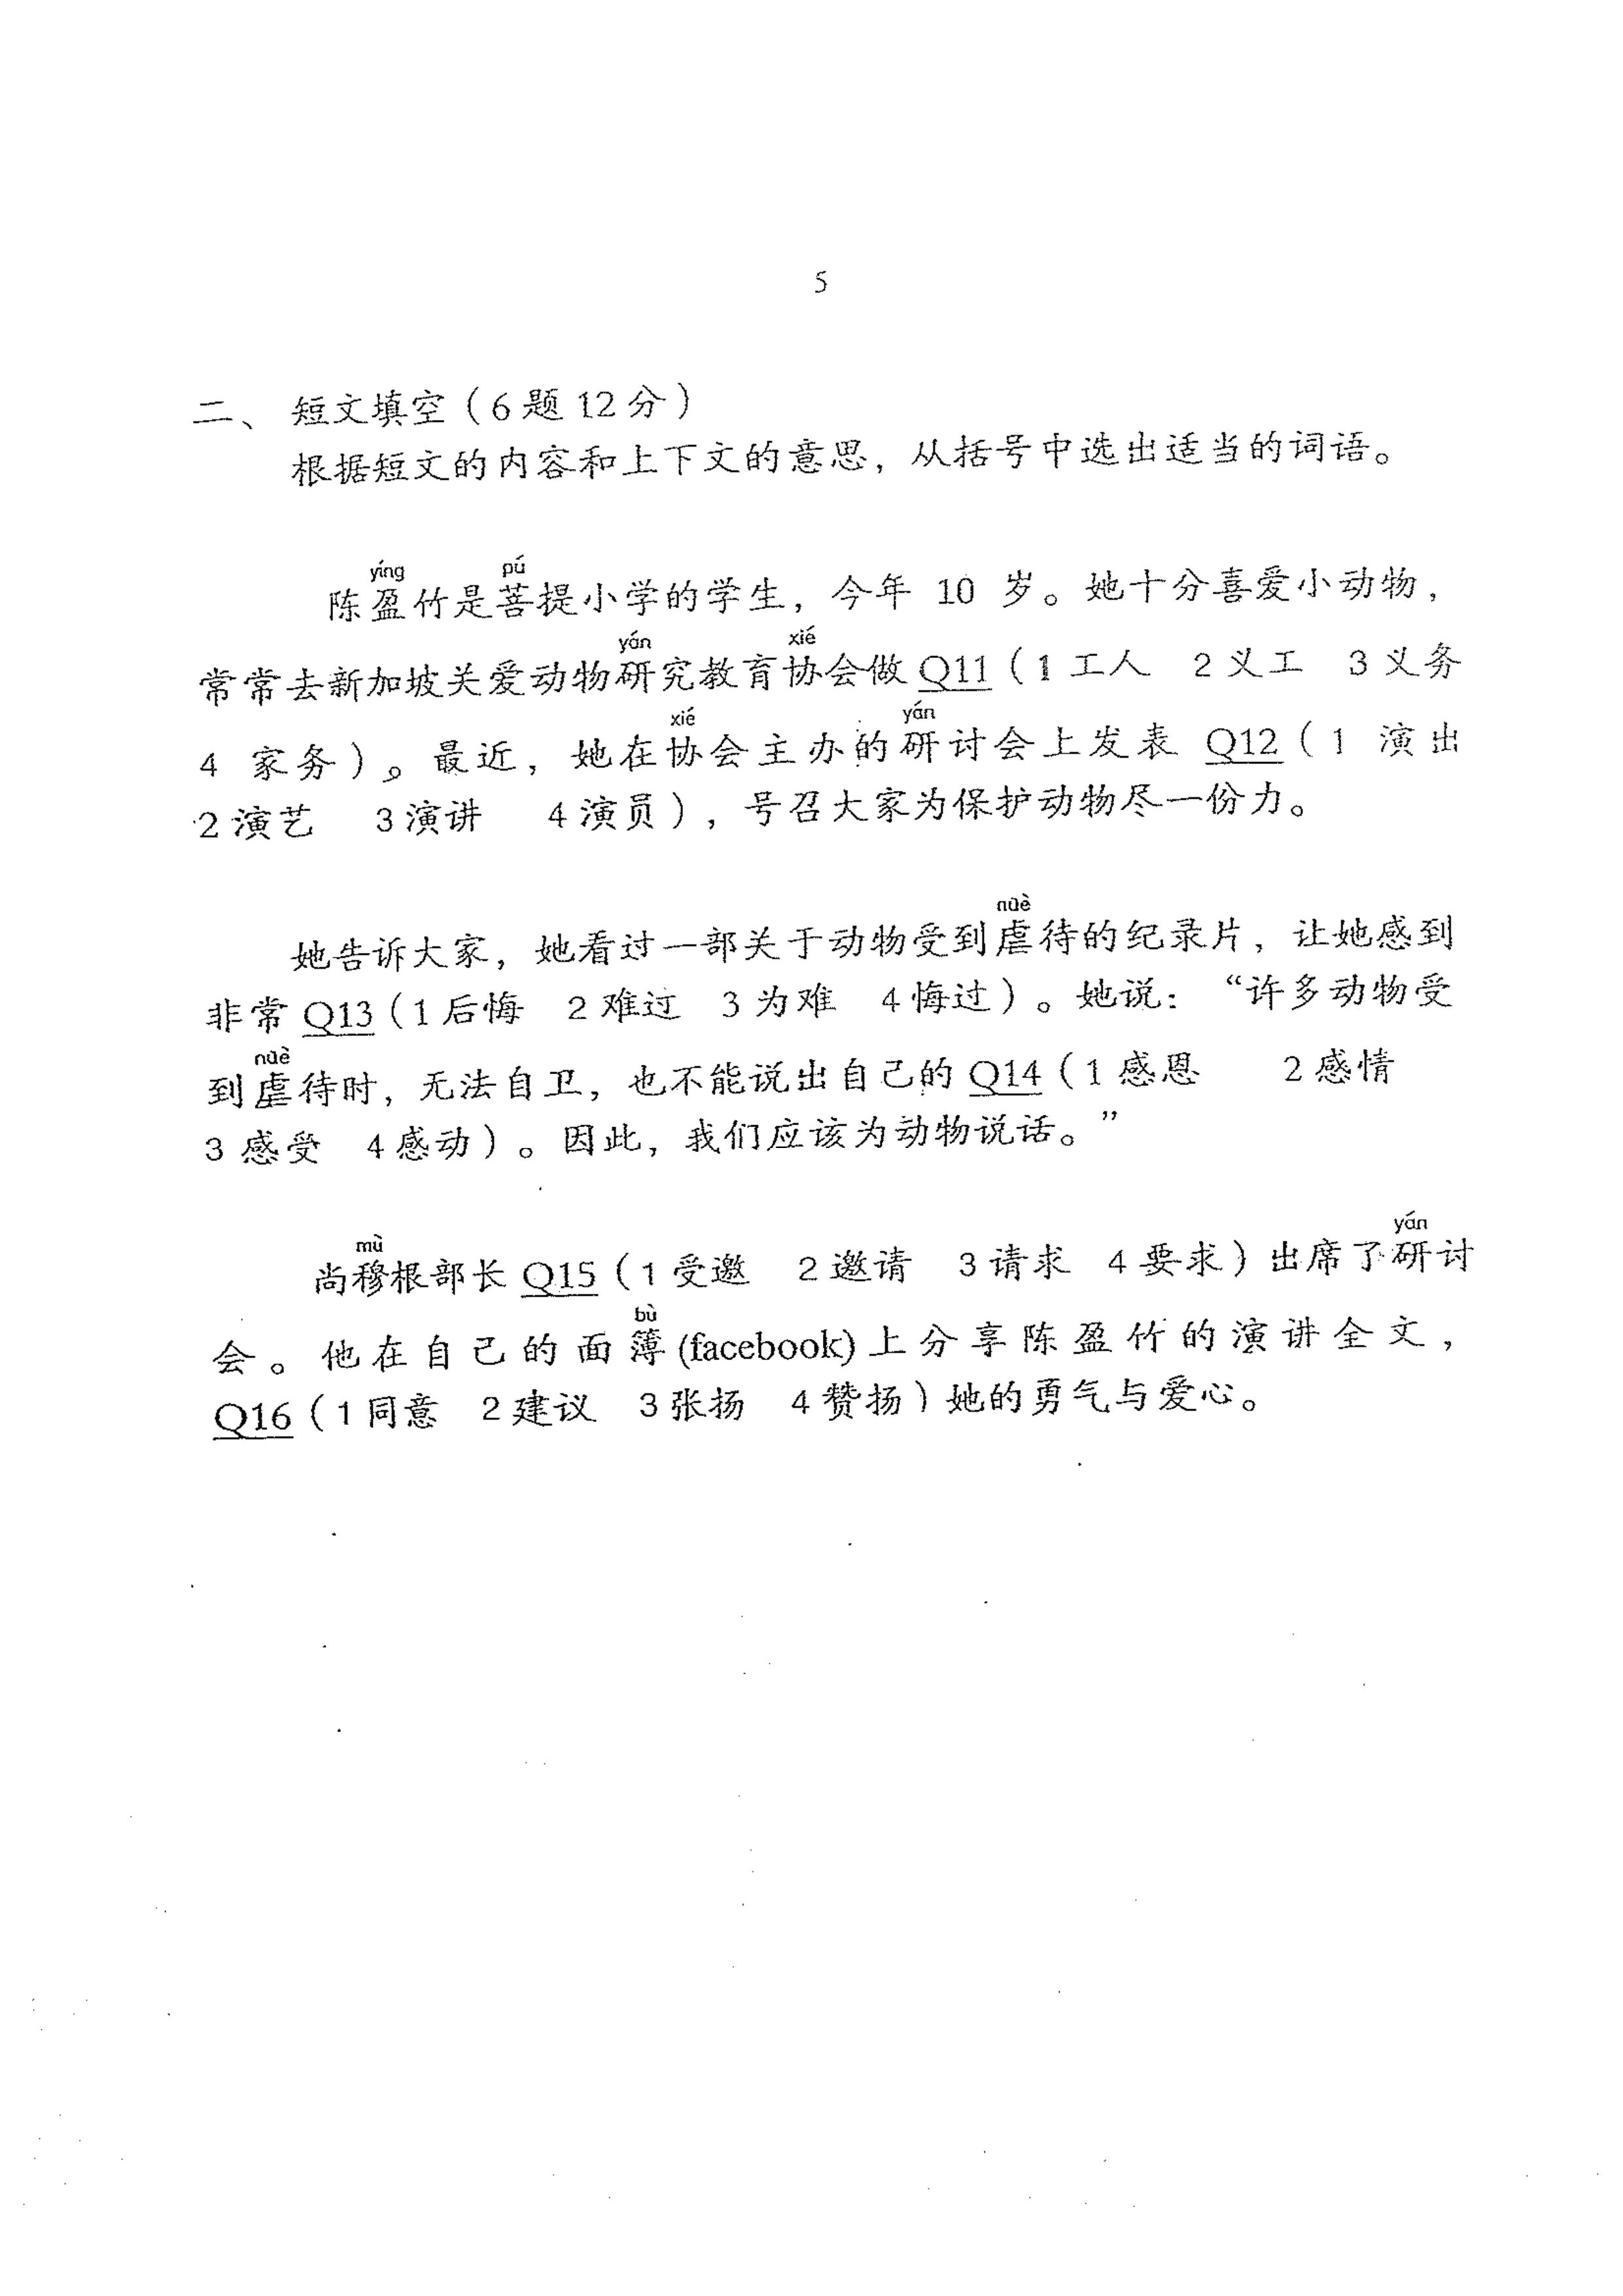 5
二、 短文填空（6题12分）
根据短文的内容和上下文的意思，从括号中选出适当的词语。
yíng pú
陈盈竹是菩提小学的学生，今年 10 岁。她十分喜爱小动物，
yán xié
常常去新加坡关爱动物研究教育协会做 Q11（1 工人 2 义工 3 义务
xié yán
4 家务）。最近，她在协会主办的研讨会上发表 Q12（1 演出
2 演艺 3 演讲 4 演员），号召大家为保护动物尽一份力。
nüè
她告诉大家，她看过一部关于动物受到虐待的纪录片，让她感到
非常 Q13（1 后悔 2 难过 3 为难 4 悔过）。她说：“许多动物受
nüè
到虐待时，无法自卫，也不能说出自己的 Q14（1 感恩 2 感情
3 感受 4 感动）。因此，我们应该为动物说话。”
mù yán
尚穆根部长 Q15（1 受邀 2 邀请 3 请求 4 要求）出席了研讨
bù
会。他在自己的面簿(facebook)上分享陈盈竹的演讲全文，
Q16（1 同意 2 建议 3 张扬 4 赞扬）她的勇气与爱心。